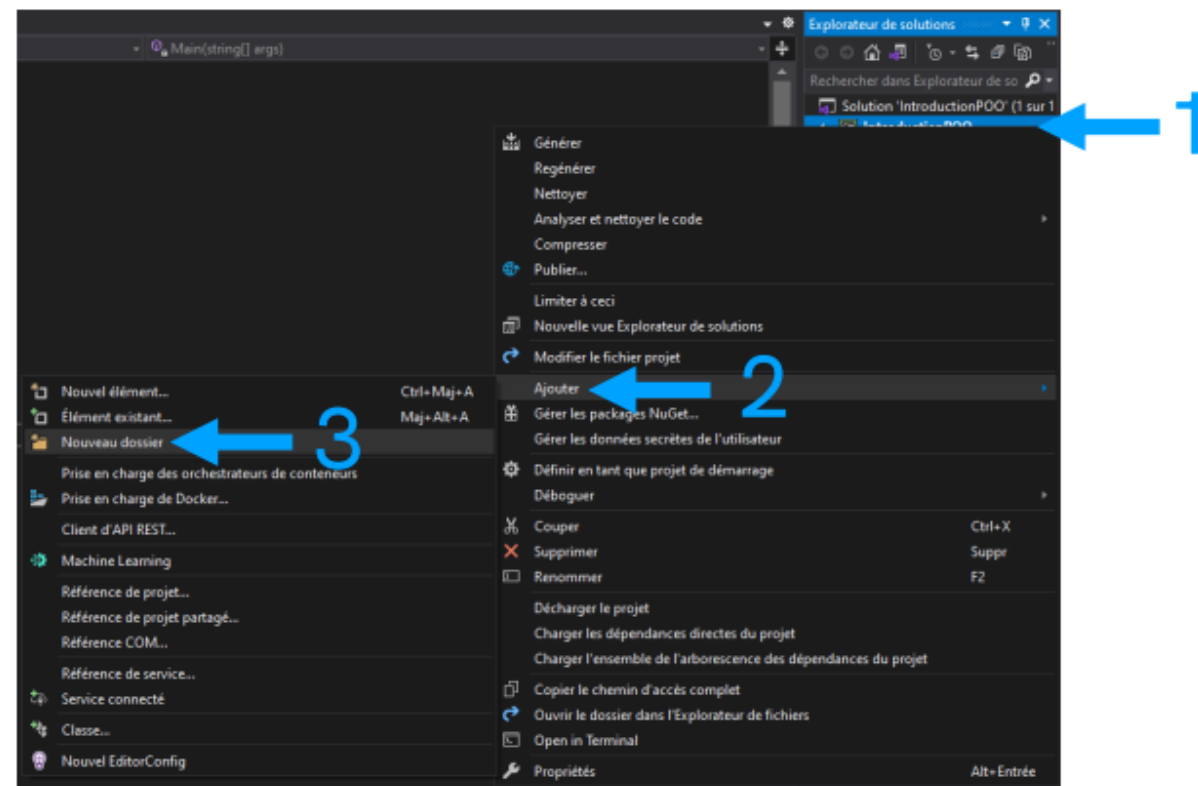 Explorateur de solutions
Main(string[] args)
Rechercher dans Explorateur de so
Solution 'IntroductionPOO' (1 sur 1
IntroductionPOO
1
Générer
Regénérer
Nettoyer
Analyser et nettoyer le code
Compresser
Publier...
Limiter à ceci
Nouvelle vue Explorateur de solutions
Modifier le fichier projet
Ajouter
2
Gérer les packages NuGet...
Gérer les données secrètes de l'utilisateur
Définir en tant que projet de démarrage
Déboguer
Couper Ctrl+X
Supprimer Suppr
Renommer F2
Décharger le projet
Charger les dépendances directes du projet
Charger l'ensemble de l'arborescence des dépendances du projet
Copier le chemin d'accès complet
Ouvrir le dossier dans l'Explorateur de fichiers
Open in Terminal
Propriétés Alt+Entrée
Nouvel élément... Ctrl+Maj+A
Élément existant... Maj+Alt+A
Nouveau dossier
3
Prise en charge des orchestrateurs de conteneurs
Prise en charge de Docker...
Client d'API REST...
Machine Learning
Référence de projet...
Référence de projet partagé...
Référence COM...
Référence de service...
Service connecté
Classe...
Nouvel EditorConfig